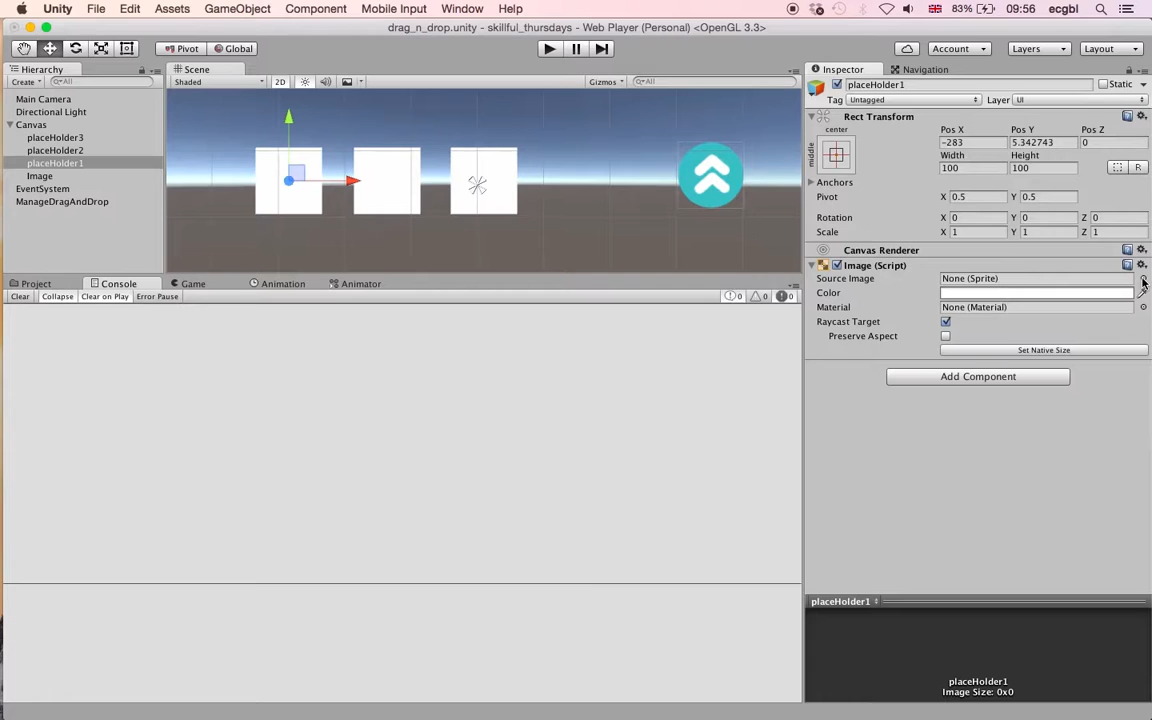 Unity File Edit Assets GameObject Component Mobile Input Window Help 83% 09:56 ecgbl
drag_n_drop.unity - skillful_thursdays - Web Player (Personal) <OpenGL 3.3>
Pivot Global Account Layers Layout
Hierarchy Scene Inspector Navigation
Create All Shaded 2D Gizmos All placeHolder1 Static
Tag Untagged Layer UI
Main Camera
Directional Light
Canvas
placeHolder3
placeHolder2
placeHolder1
Image
EventSystem
ManageDragAndDrop
Rect Transform
center
middle
Pos X Pos Y Pos Z
-283 5.342743 0
Width Height
100 100 R
Anchors
Pivot X 0.5 Y 0.5
Rotation X 0 Y 0 Z 0
Scale X 1 Y 1 Z 1
Canvas Renderer
Image (Script)
Source Image None (Sprite)
Color
Material None (Material)
Raycast Target
Preserve Aspect
Set Native Size
Add Component
Project Console Game Animation Animator
Clear Collapse Clear on Play Error Pause 0 0 0
placeHolder1
placeHolder1
Image Size: 0x0